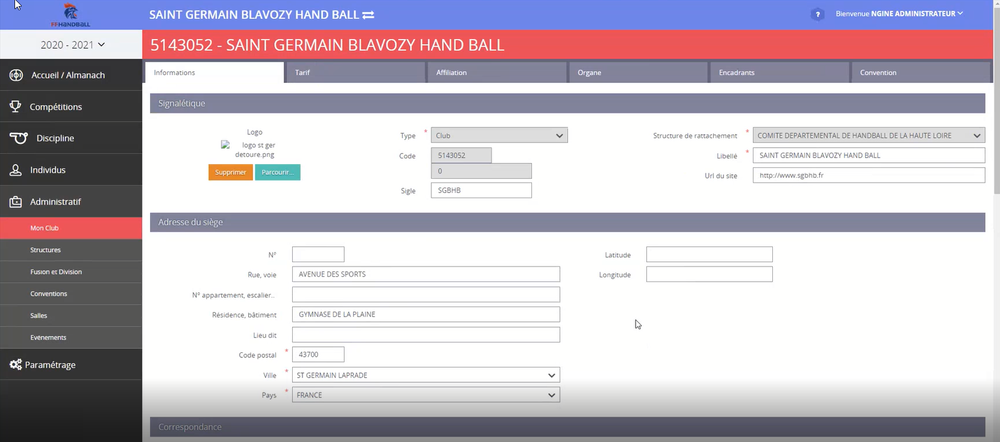 FFHANDBALL
SAINT GERMAIN BLAVOZY HAND BALL
?
Bienvenue NGINE ADMINISTRATEUR
2020 - 2021
5143052 - SAINT GERMAIN BLAVOZY HAND BALL
Accueil / Almanach
Compétitions
Discipline
Individus
Administratif
Mon Club
Structures
Fusion et Division
Conventions
Salles
Evénements
Paramétrage
Informations
Tarif
Affiliation
Organe
Encadrants
Convention
Signalétique
Logo
logo st ger
detoure.png
Supprimer
Parcourir...
Type * Club
Code 5143052
0
Sigle SGBHB
Structure de rattachement * COMITE DEPARTEMENTAL DE HANDBALL DE LA HAUTE LOIRE
Libellé * SAINT GERMAIN BLAVOZY HAND BALL
Url du site http://www.sgbhb.fr
Adresse du siège
N°
Rue, voie AVENUE DES SPORTS
N° appartement, escalier..
Résidence, bâtiment GYMNASE DE LA PLAINE
Lieu dit
Code postal * 43700
Ville * ST GERMAIN LAPRADE
Pays * FRANCE
Latitude
Longitude
Correspondance